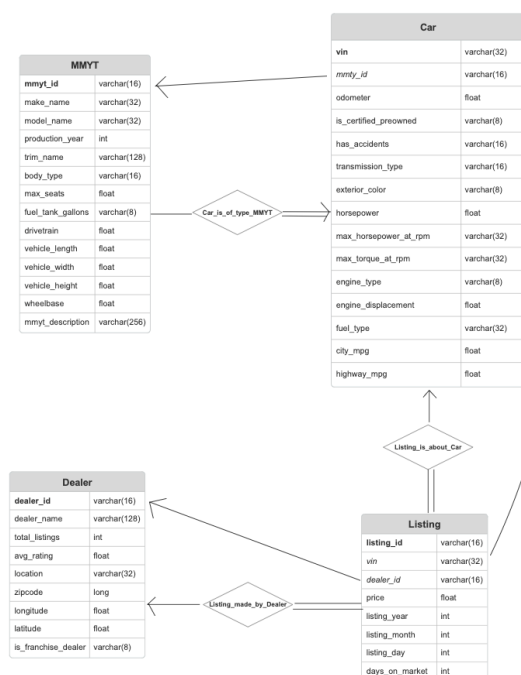 Car
vin varchar(32)
mmty_id varchar(16)
odometer float
is_certified_preowned varchar(8)
has_accidents varchar(16)
transmission_type varchar(16)
exterior_color varchar(8)
horsepower float
max_horsepower_at_rpm varchar(32)
max_torque_at_rpm varchar(32)
engine_type varchar(8)
engine_displacement float
fuel_type varchar(32)
city_mpg float
highway_mpg float
MMYT
mmyt_id varchar(16)
make_name varchar(32)
model_name varchar(32)
production_year int
trim_name varchar(128)
body_type varchar(16)
max_seats float
fuel_tank_gallons varchar(8)
drivetrain float
vehicle_length float
vehicle_width float
vehicle_height float
wheelbase float
mmyt_description varchar(256)
Car_is_of_type_MMYT
Listing_is_about_Car
Dealer
dealer_id varchar(16)
dealer_name varchar(128)
total_listings int
avg_rating float
location varchar(32)
zipcode long
longitude float
latitude float
is_franchise_dealer varchar(8)
Listing_made_by_Dealer
Listing
listing_id varchar(16)
vin varchar(32)
dealer_id varchar(16)
price float
listing_year int
listing_month int
listing_day int
days_on_market int